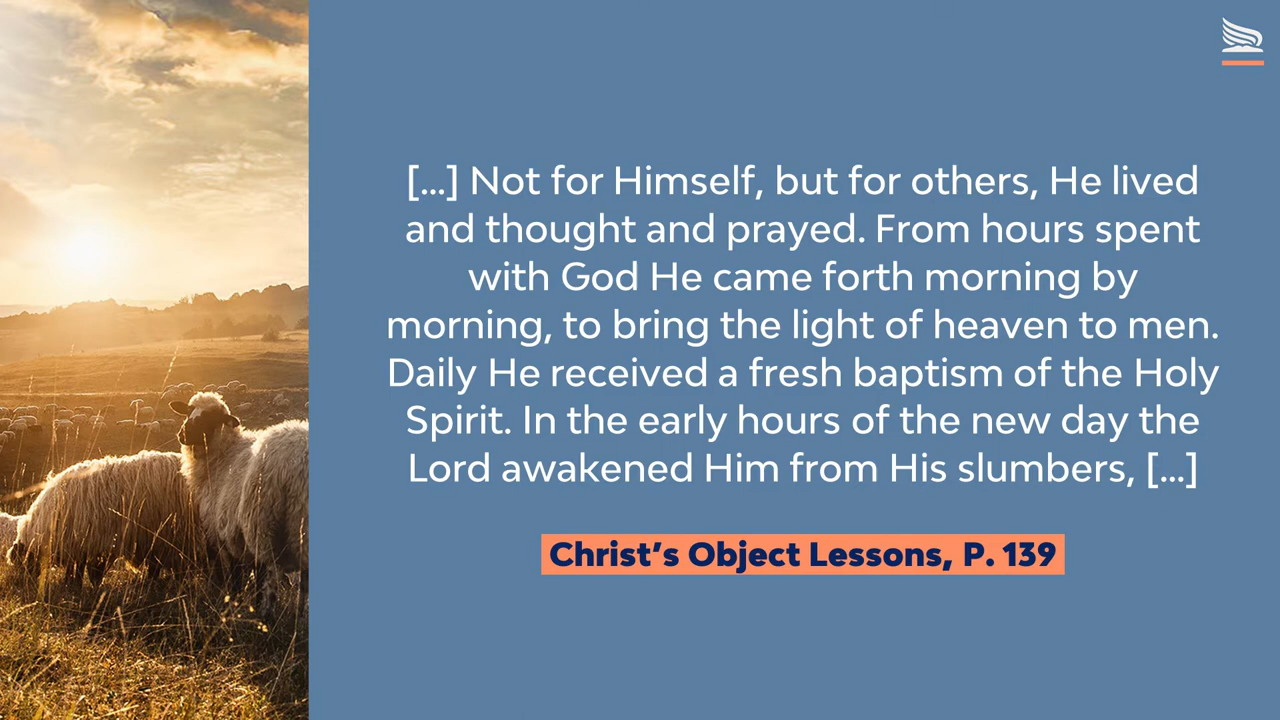 [...] Not for Himself, but for others, He lived
and thought and prayed. From hours spent
with God He came forth morning by
morning, to bring the light of heaven to men.
Daily He received a fresh baptism of the Holy
Spirit. In the early hours of the new day the
Lord awakened Him from His slumbers, [...]
Christ's Object Lessons, P. 139